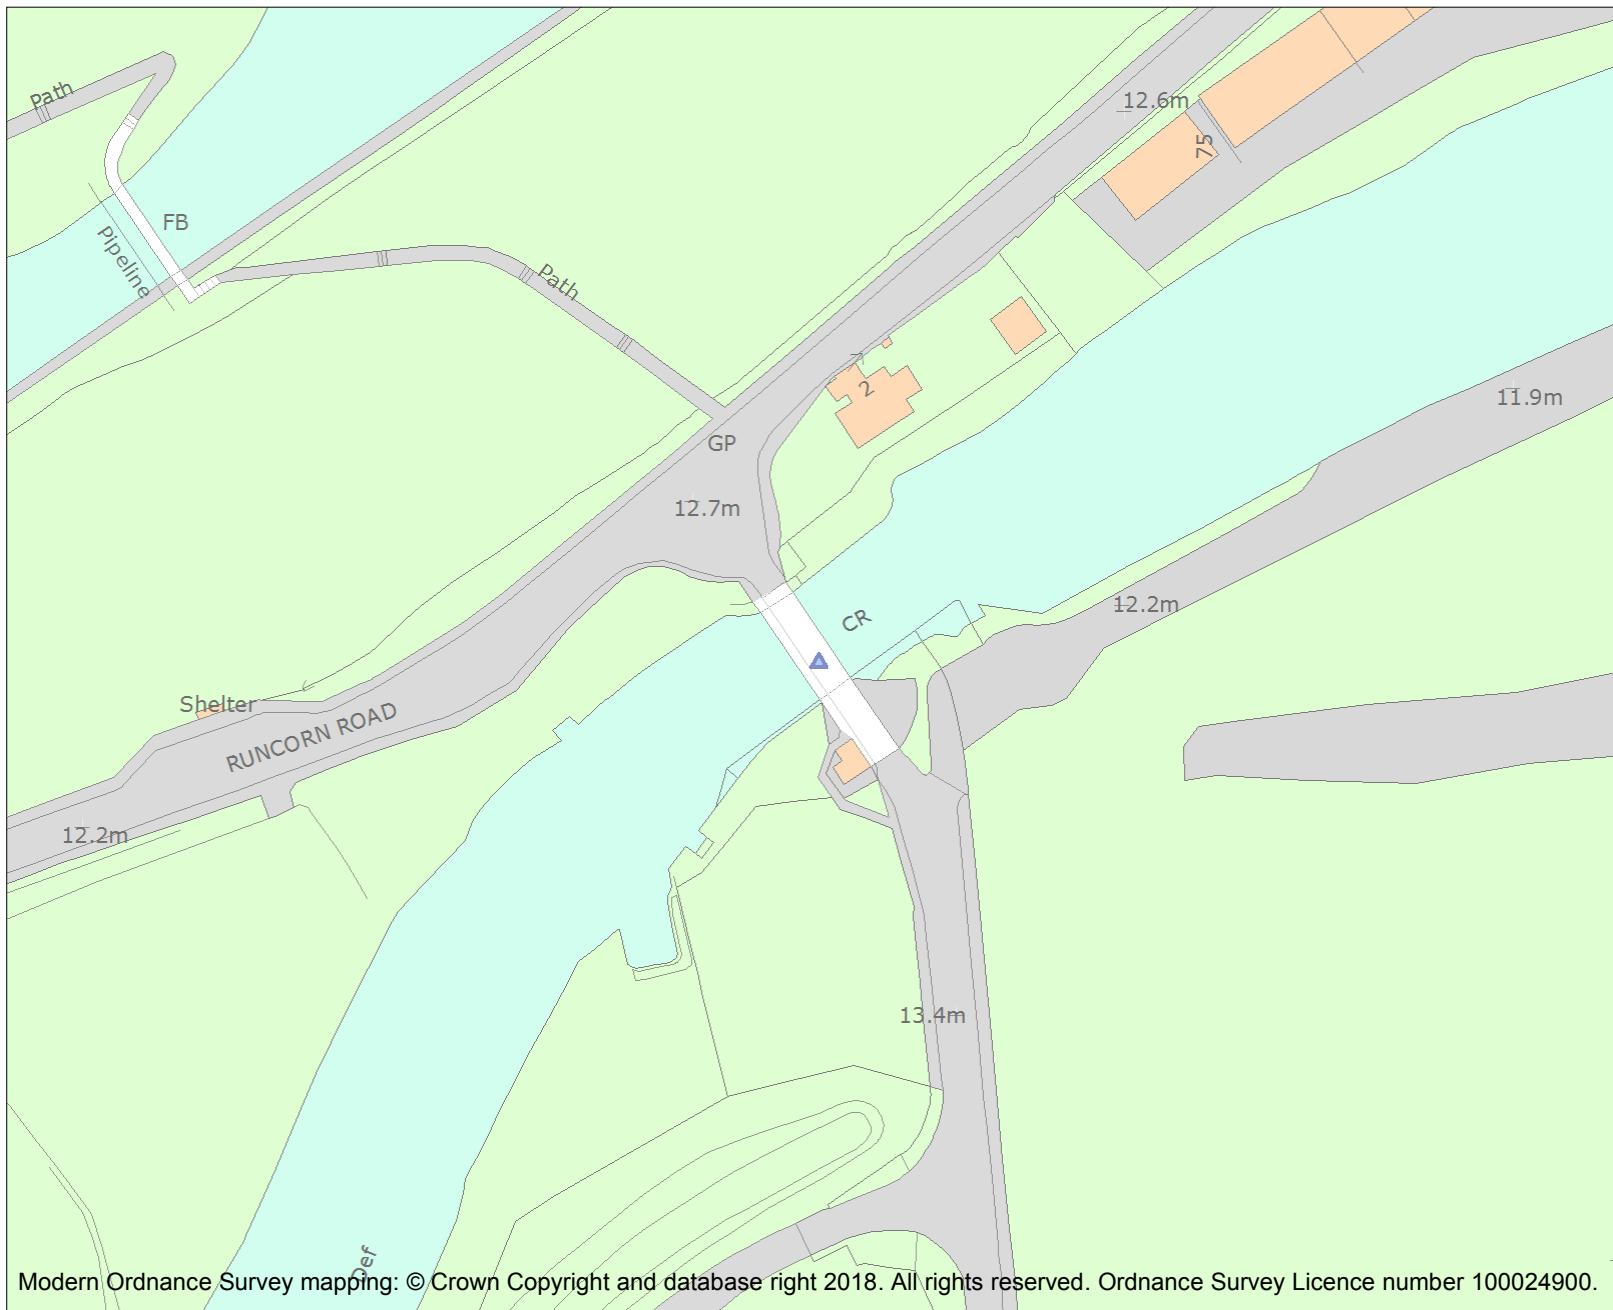 Path
12.6m
75
FB
Pipeline
Path
2
11.9m
GP
12.7m
12.2m
CR
Shelter
RUNCORN ROAD
12.2m
13.4m
Def
Modern Ordnance Survey mapping: © Crown Copyright and database right 2018. All rights reserved. Ordnance Survey Licence number 100024900.